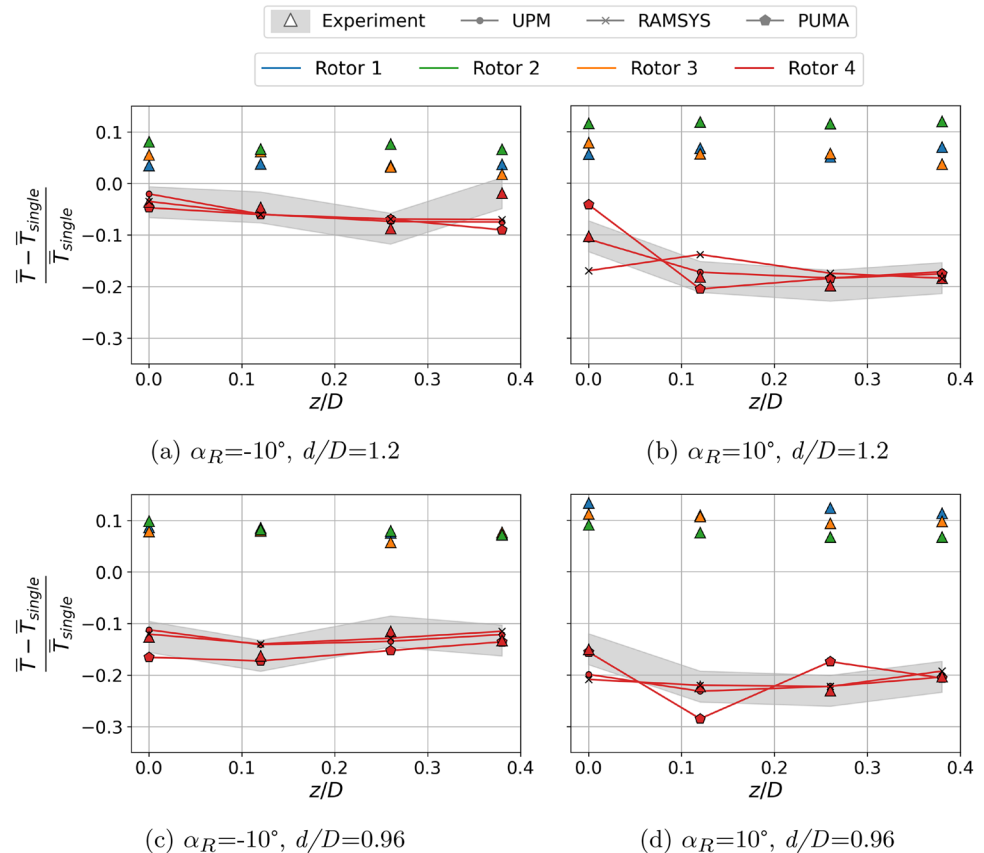 Experiment UPM RAMSYS PUMA
Rotor 1 Rotor 2 Rotor 3 Rotor 4
0.1
0.0
−0.1
−0.2
−0.3
T̿ − T̿single
T̿single
0.0 0.1 0.2 0.3 0.4
z/D
0.0 0.1 0.2 0.3 0.4
z/D
(a) αR=-10°, d/D=1.2
(b) αR=10°, d/D=1.2
0.1
0.0
−0.1
−0.2
−0.3
T̿ − T̿single
T̿single
0.0 0.1 0.2 0.3 0.4
z/D
0.0 0.1 0.2 0.3 0.4
z/D
(c) αR=-10°, d/D=0.96
(d) αR=10°, d/D=0.96